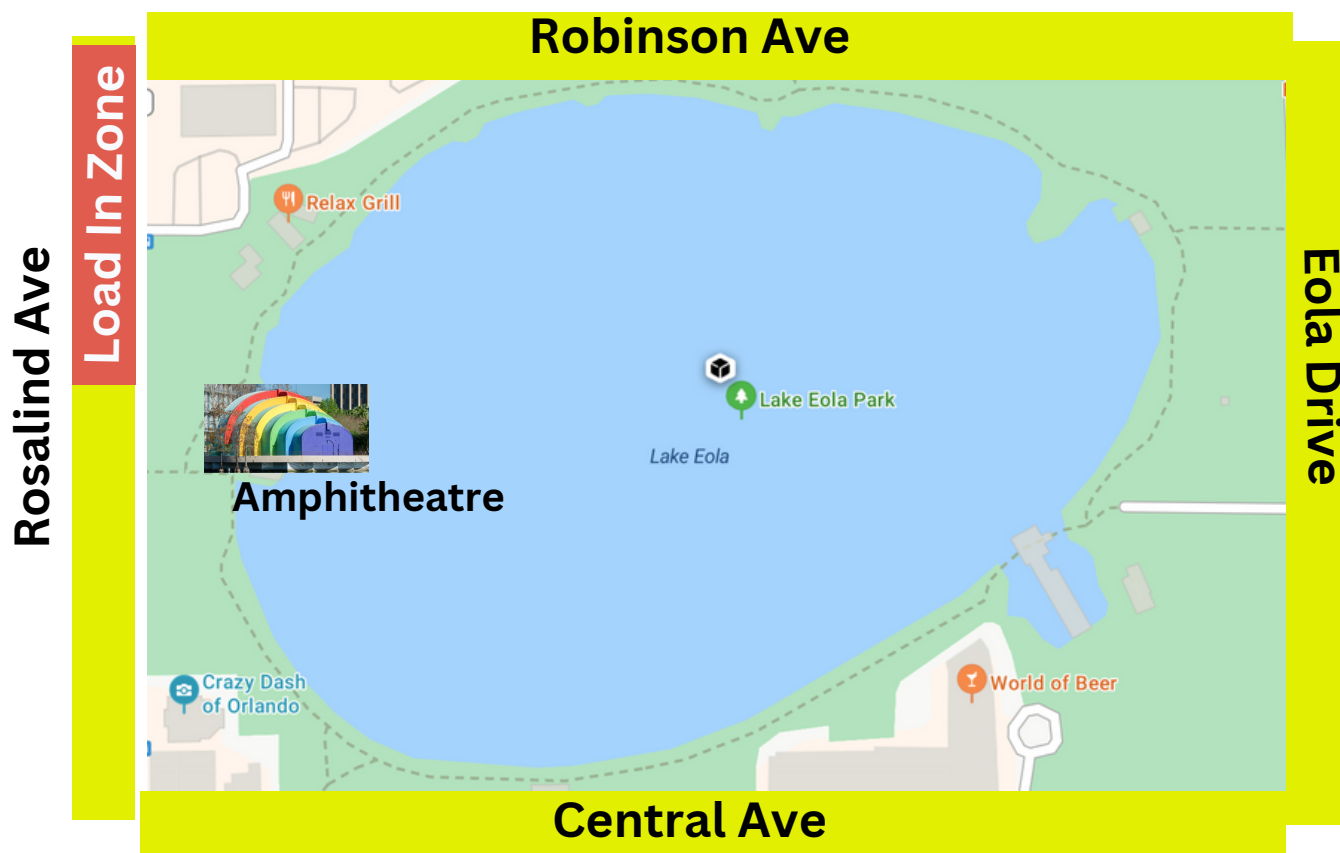 Robinson Ave
Load In Zone
Rosalind Ave
Relax Grill
Lake Eola Park
Lake Eola
Eola Drive
Amphitheatre
Crazy Dash
of Orlando
World of Beer
Central Ave